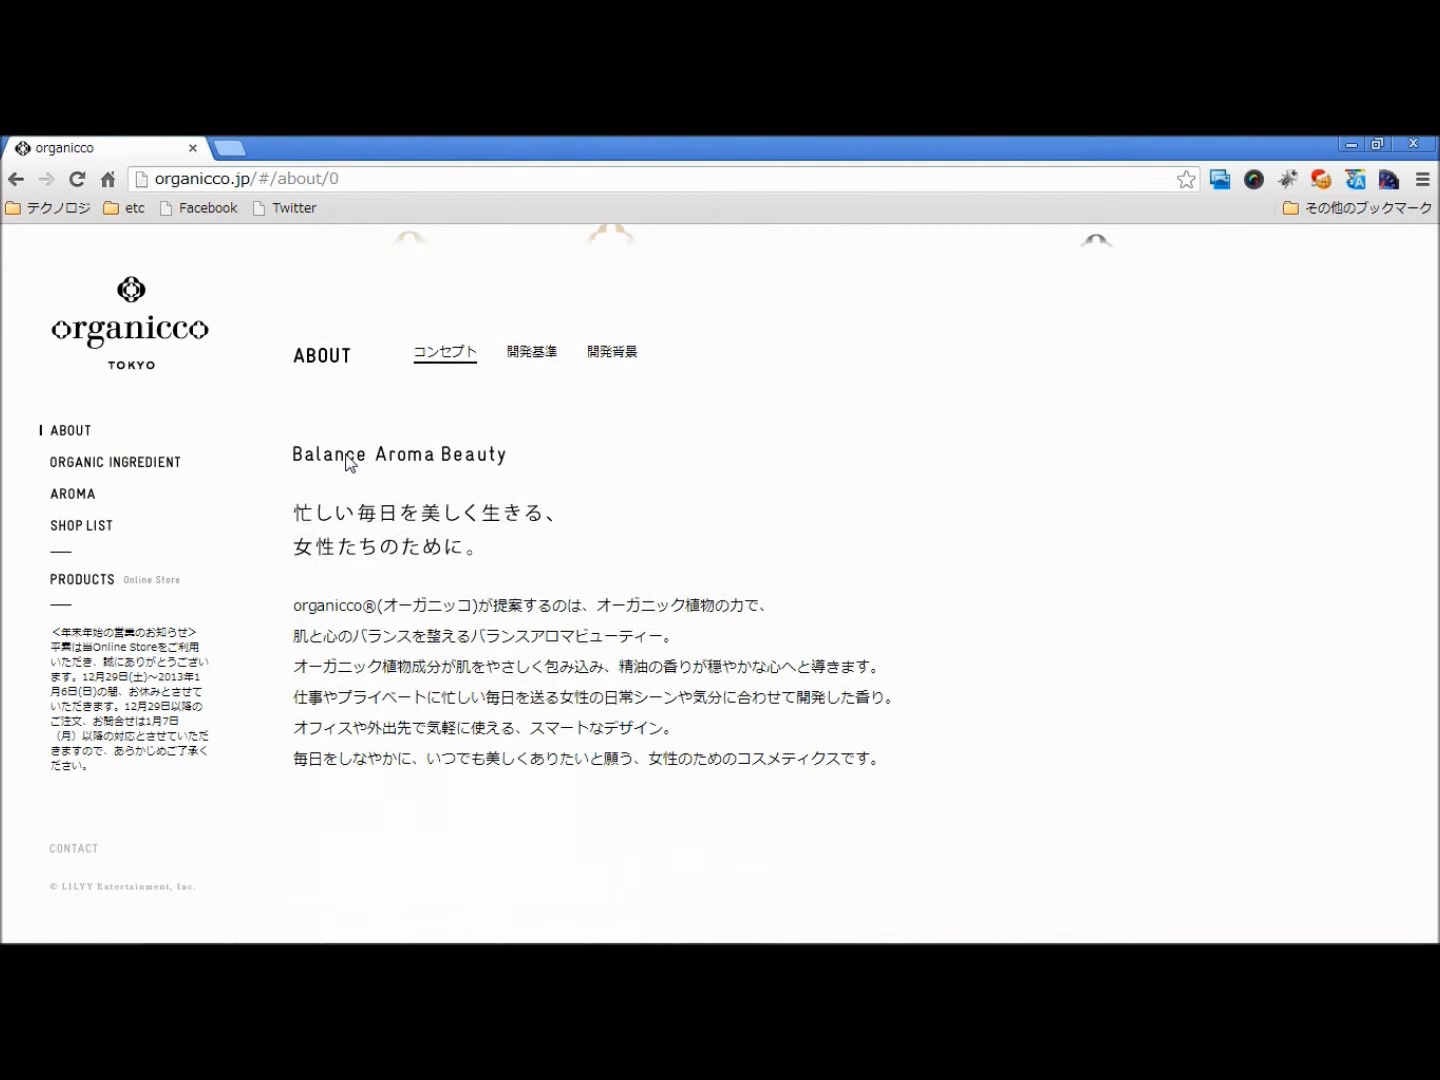 organicco
organicco.jp/#/about/0
テクノロジ etc Facebook Twitter その他のブックマーク
organicco
TOKYO
ABOUT コンセプト 開発基準 開発背景
ABOUT
ORGANIC INGREDIENT
AROMA
SHOP LIST
PRODUCTS Online Store
<年末年始の営業のお知らせ>
平素は当Online Storeをご利用
いただき、誠にありがとうござい
ます。12月29日(土)～2013年1
月6日(日)の間、お休みとさせて
いただきます。12月29日以降の
ご注文、お問合せは1月7日
（月）以降の対応とさせていただ
きますので、あらかじめご了承く
ださい。
CONTACT
© LILYY Entertainment, Inc.
Balance Aroma Beauty
忙しい毎日を美しく生きる、
女性たちのために。
organicco®(オーガニッコ)が提案するのは、オーガニック植物の力で、
肌と心のバランスを整えるバランスアロマビューティー。
オーガニック植物成分が肌をやさしく包み込み、精油の香りが穏やかな心へと導きます。
仕事やプライベートに忙しい毎日を送る女性の日常シーンや気分に合わせて開発した香り。
オフィスや外出先で気軽に使える、スマートなデザイン。
毎日をしなやかに、いつでも美しくありたいと願う、女性のためのコスメティクスです。